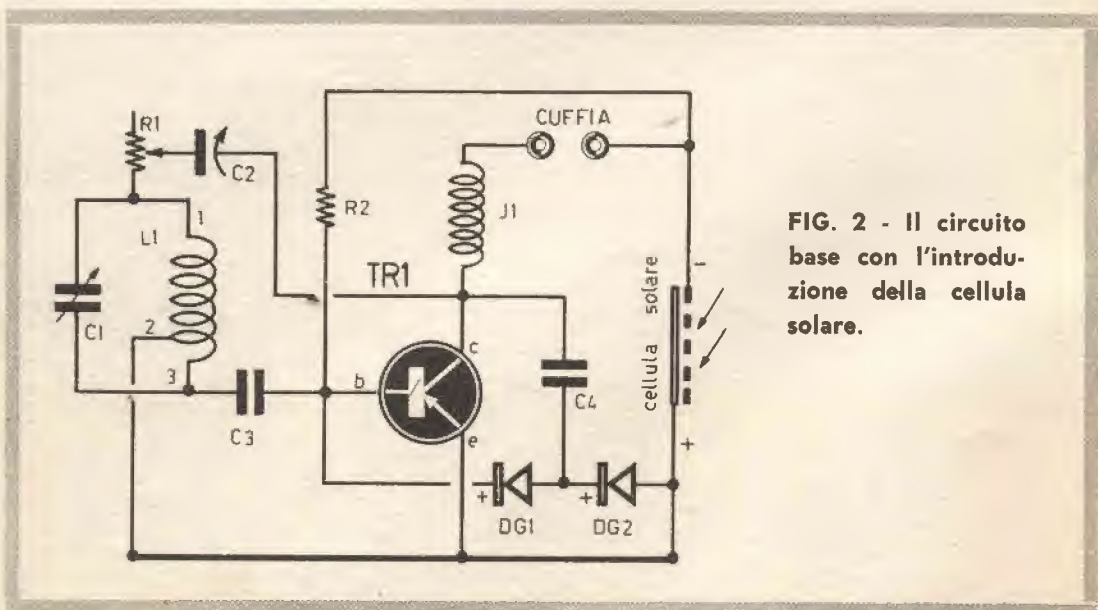 R1
C2
CUFFIA
R2
J1
1
L1
TR1
C1
2
3
C3
b
c
e
C4
cellula solare
-
+
+
DG1
+
DG2
FIG. 2 - Il circuito
base con l'introdu-
zione della cellula
solare.